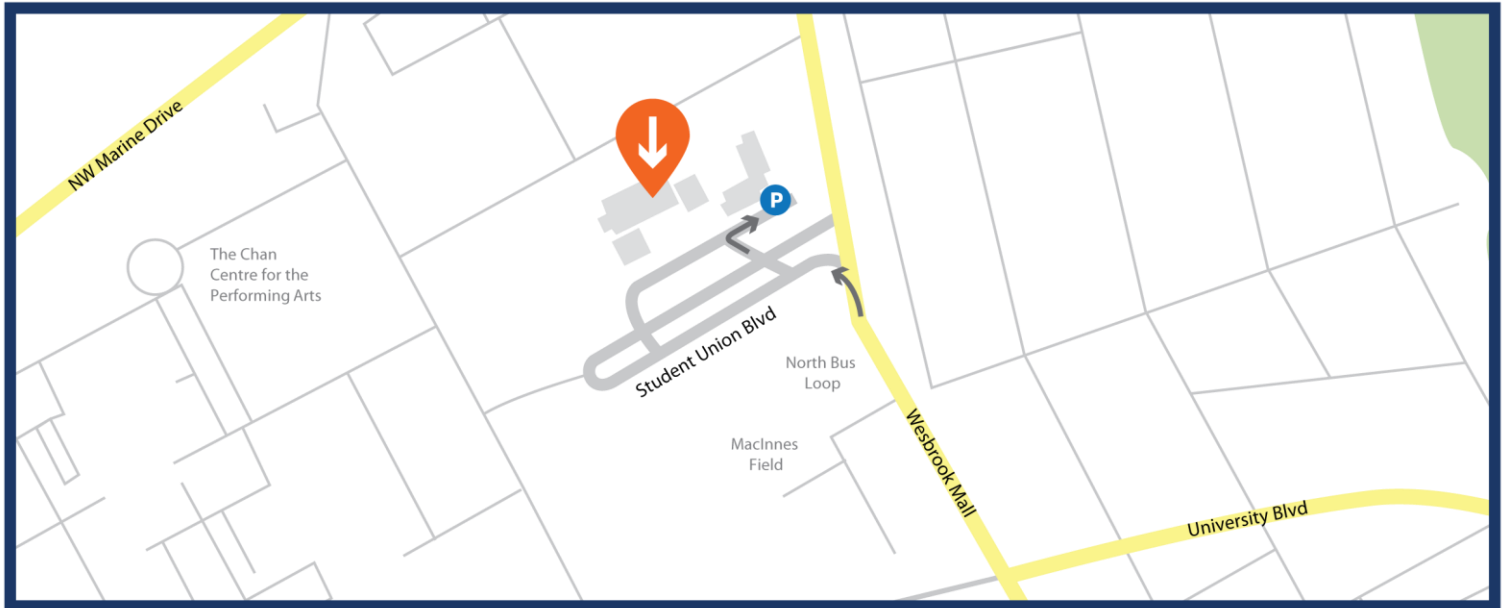 NW Marine Drive
P
The Chan
Centre for the
Performing Arts
Student Union Blvd
North Bus
Loop
MacInnes
Field
Wesbrook Mall
University Blvd